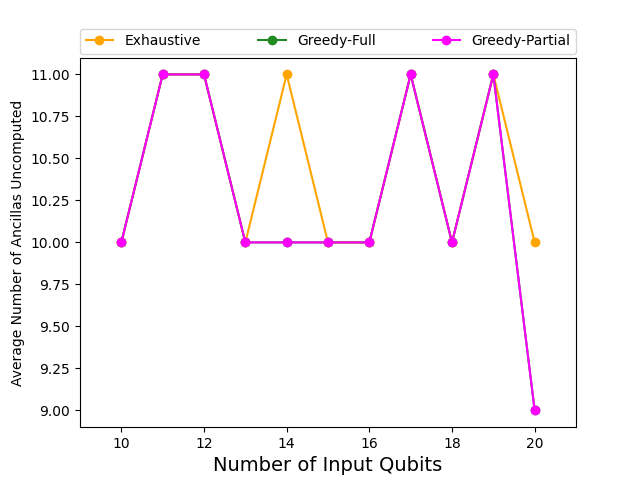 Exhaustive Greedy-Full Greedy-Partial
11.00
10.75
10.50
10.25
10.00
9.75
9.50
9.25
9.00
Average Number of Ancillas Uncomputed
10 12 14 16 18 20
Number of Input Qubits